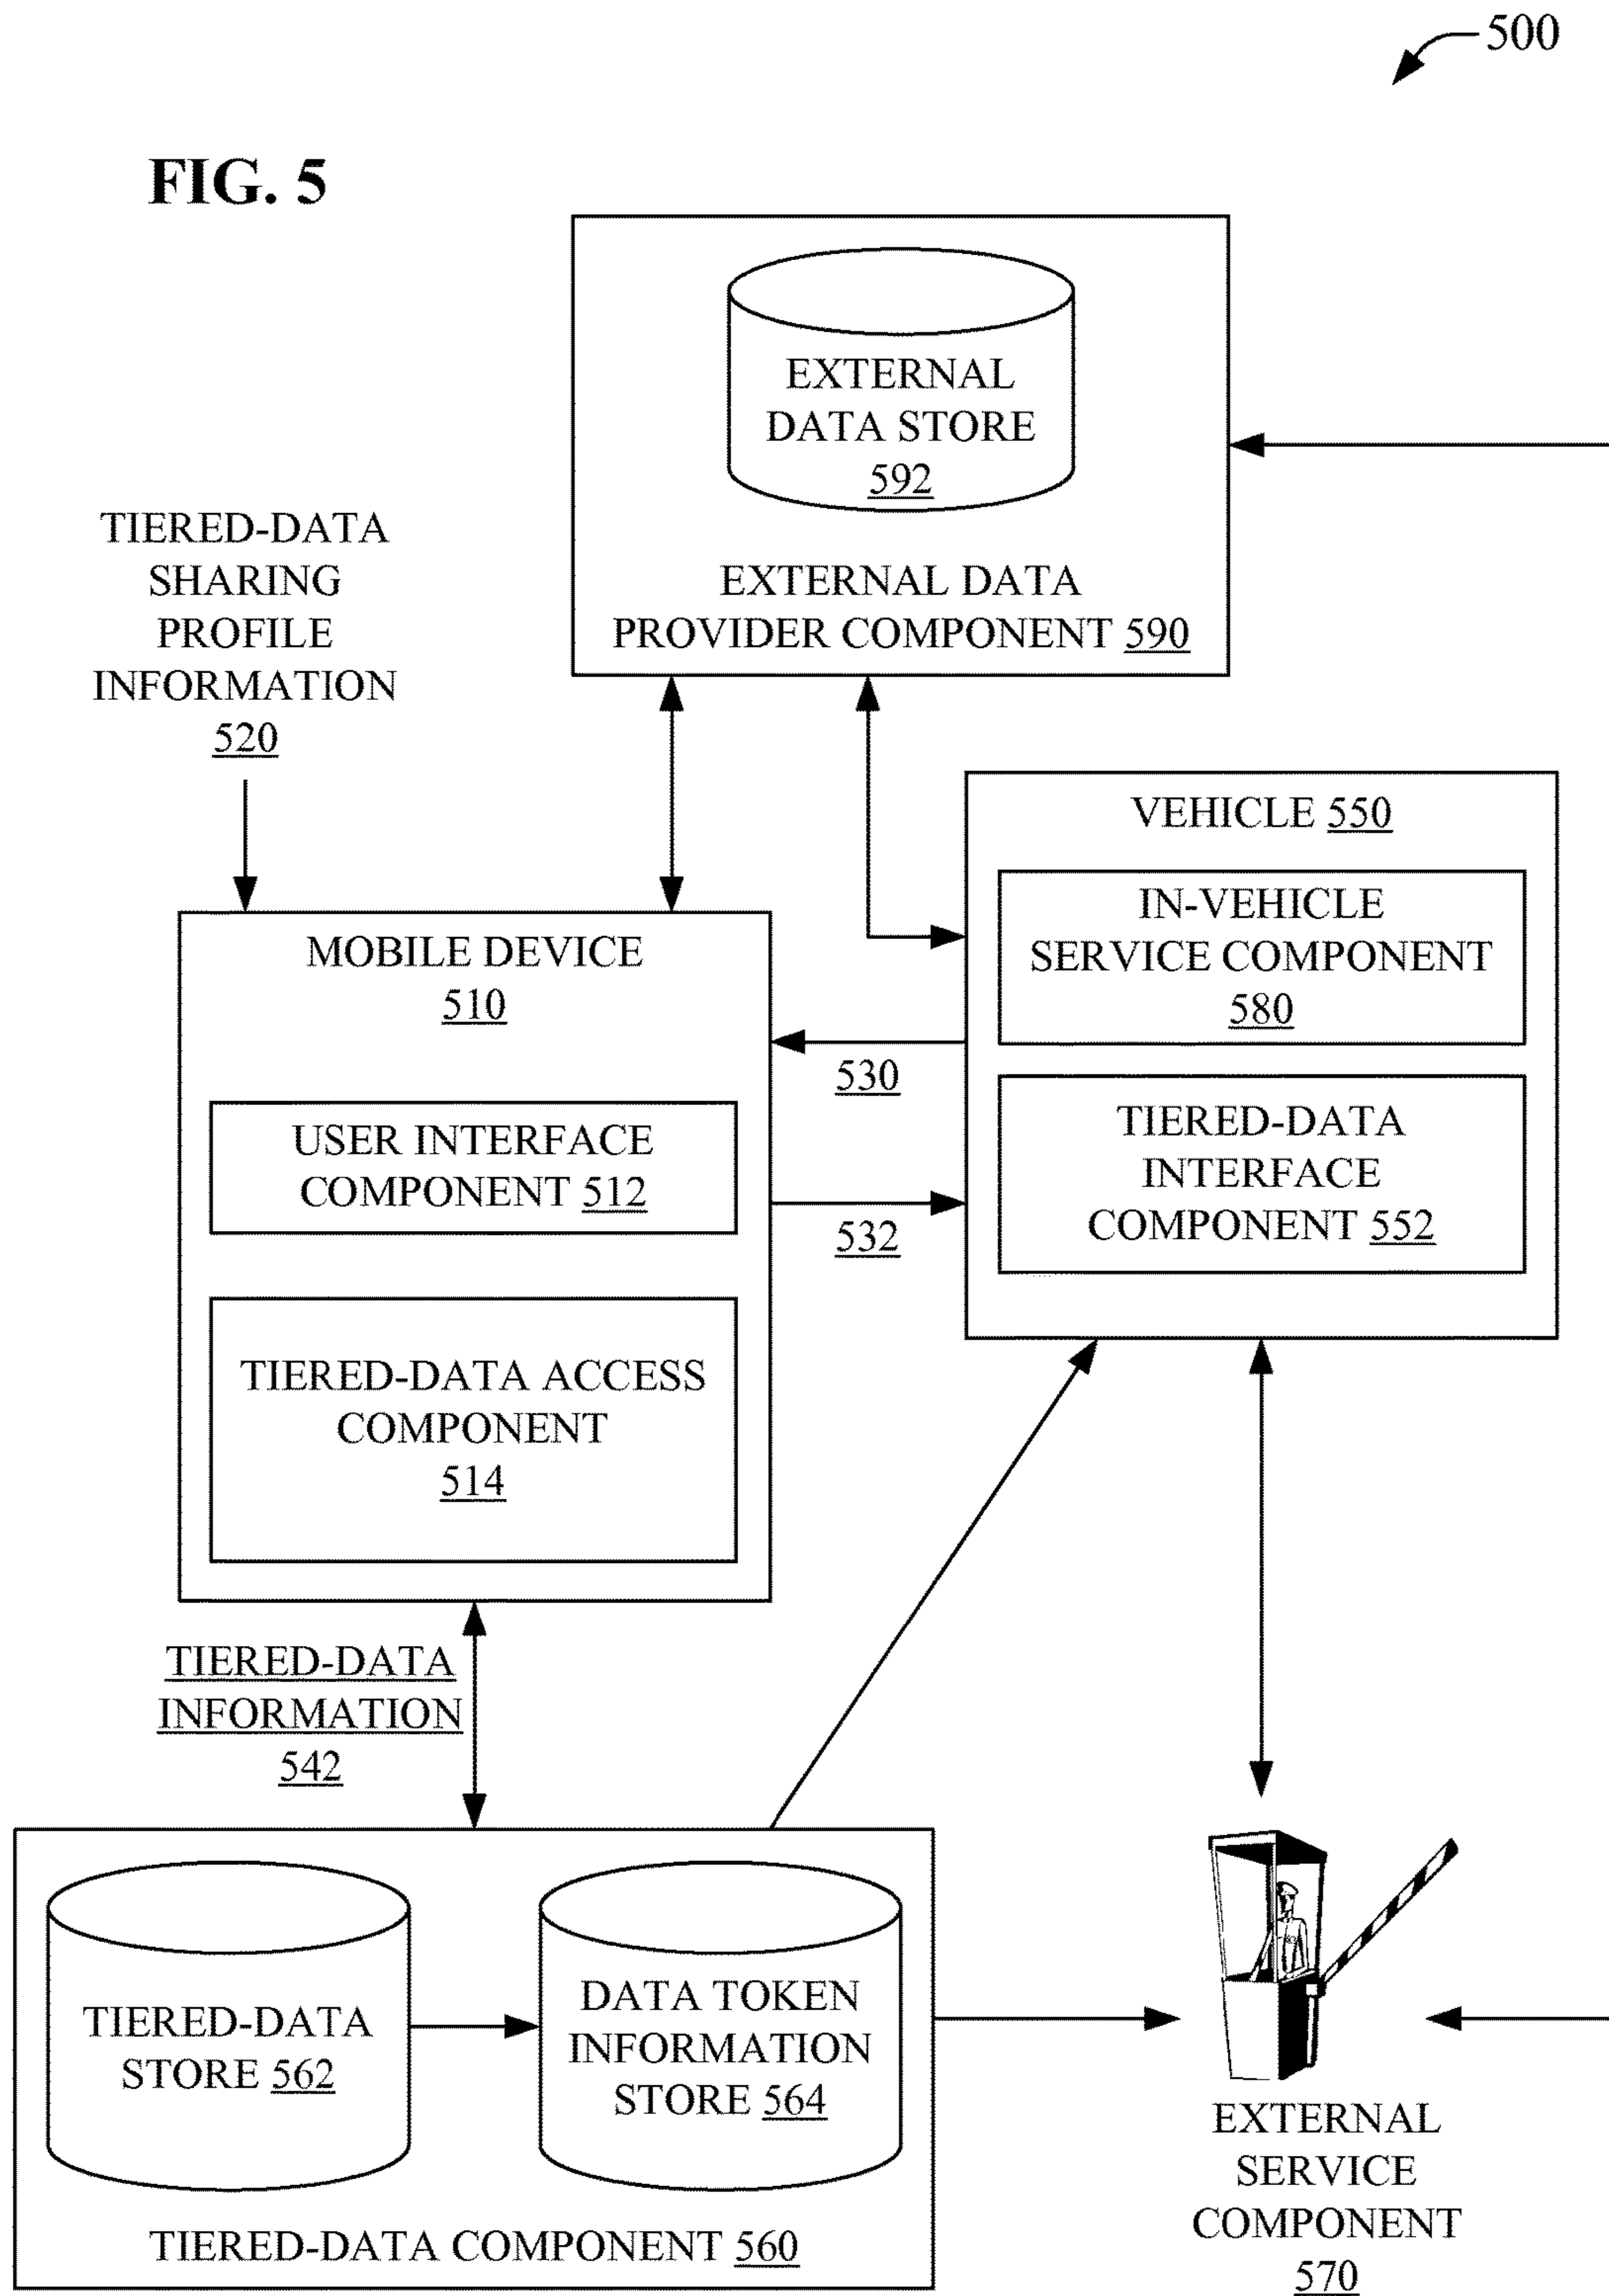 500
FIG. 5
EXTERNAL
DATA STORE
592
EXTERNAL DATA
PROVIDER COMPONENT 590
TIERED-DATA
SHARING
PROFILE
INFORMATION
520
VEHICLE 550
IN-VEHICLE
SERVICE COMPONENT
580
TIERED-DATA
INTERFACE
COMPONENT 552
MOBILE DEVICE
510
530
USER INTERFACE
COMPONENT 512
532
TIERED-DATA ACCESS
COMPONENT
514
TIERED-DATA
INFORMATION
542
TIERED-DATA
STORE 562
DATA TOKEN
INFORMATION
STORE 564
TIERED-DATA COMPONENT 560
EXTERNAL
SERVICE
COMPONENT
570